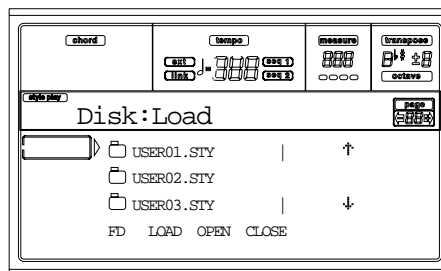 chord tempo measure transpose
ext seq 1
link seq 2
octave
style play
Disk:Load page
USER01.STY
USER02.STY
USER03.STY
FD LOAD OPEN CLOSE